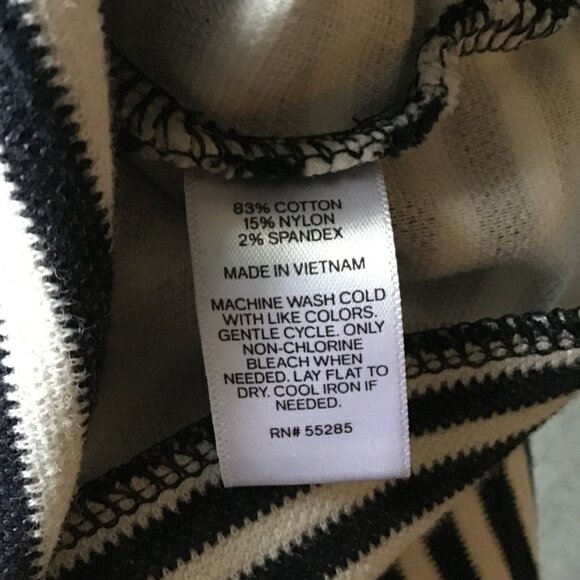 83% COTTON
15% NYLON
2% SPANDEX
MADE IN VIETNAM
MACHINE WASH COLD
WITH LIKE COLORS.
GENTLE CYCLE. ONLY
NON-CHLORINE
BLEACH WHEN
NEEDED. LAY FLAT TO
DRY. COOL IRON IF
NEEDED.
RN# 55285